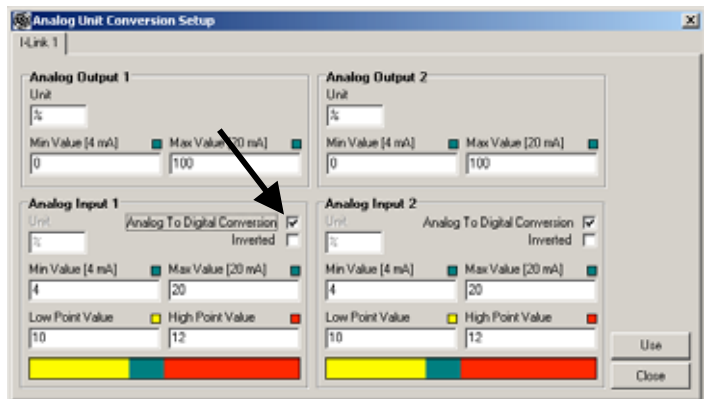 Analog Unit Conversion Setup
I-Link 1
Analog Output 1
Unit
%
Min Value [4 mA] Max Value [20 mA]
0 100
Analog Output 2
Unit
%
Min Value [4 mA] Max Value [20 mA]
0 100
Analog Input 1
Unit Analog To Digital Conversion
% Inverted
Min Value [4 mA] Max Value [20 mA]
4 20
Low Point Value High Point Value
10 12
Analog Input 2
Unit Analog To Digital Conversion
% Inverted
Min Value [4 mA] Max Value [20 mA]
4 20
Low Point Value High Point Value
10 12
Use
Close